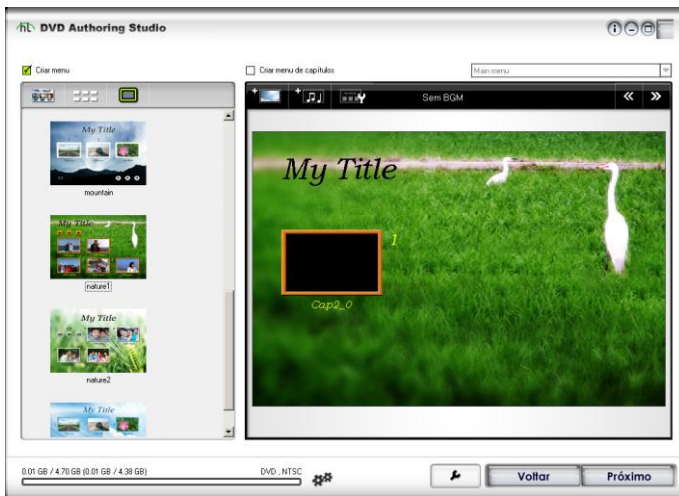 DVD Authoring Studio
Criar menu
Criar menu de capítulos
Main menu
Sem BGM
My Title
mountain
My Title
nature1
My Title
nature2
My Title
My Title
1
Cap2_0
0.01 GB / 4.70 GB (0.01 GB / 4.38 GB)
DVD_NTSC
Voltar
Próximo